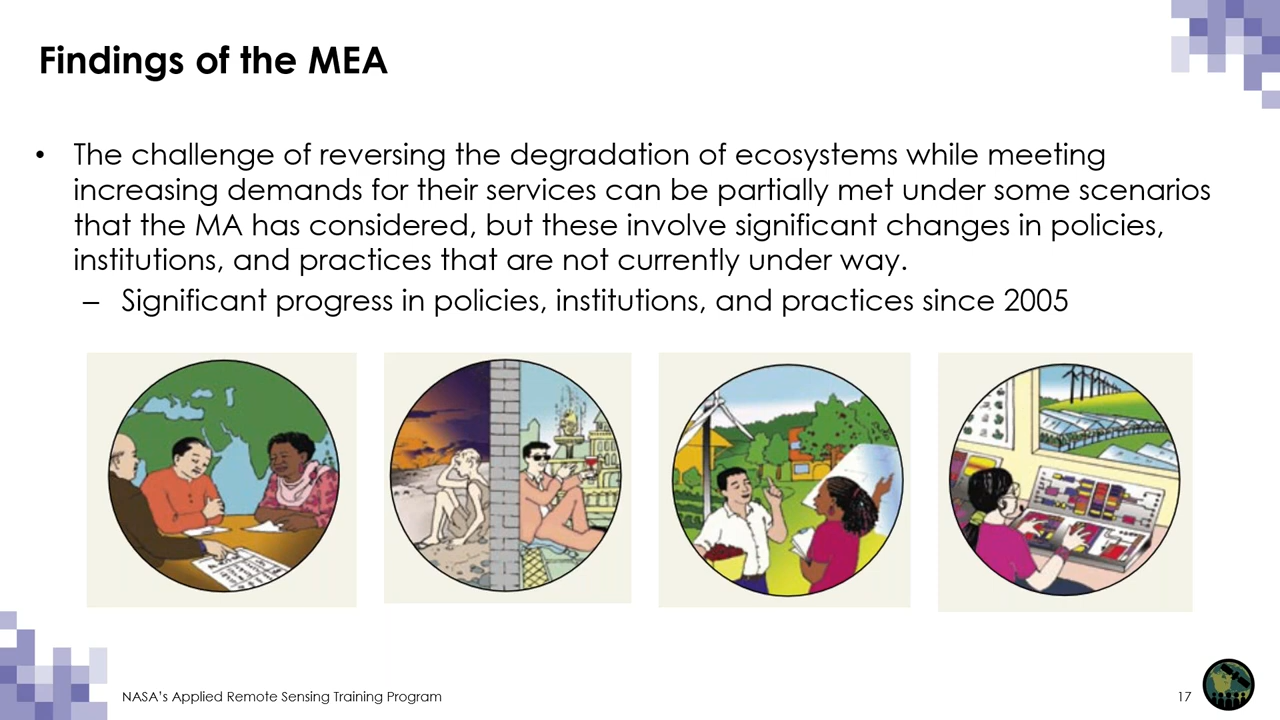 Findings of the MEA
• The challenge of reversing the degradation of ecosystems while meeting
increasing demands for their services can be partially met under some scenarios
that the MA has considered, but these involve significant changes in policies,
institutions, and practices that are not currently under way.
– Significant progress in policies, institutions, and practices since 2005
NASA's Applied Remote Sensing Training Program
17